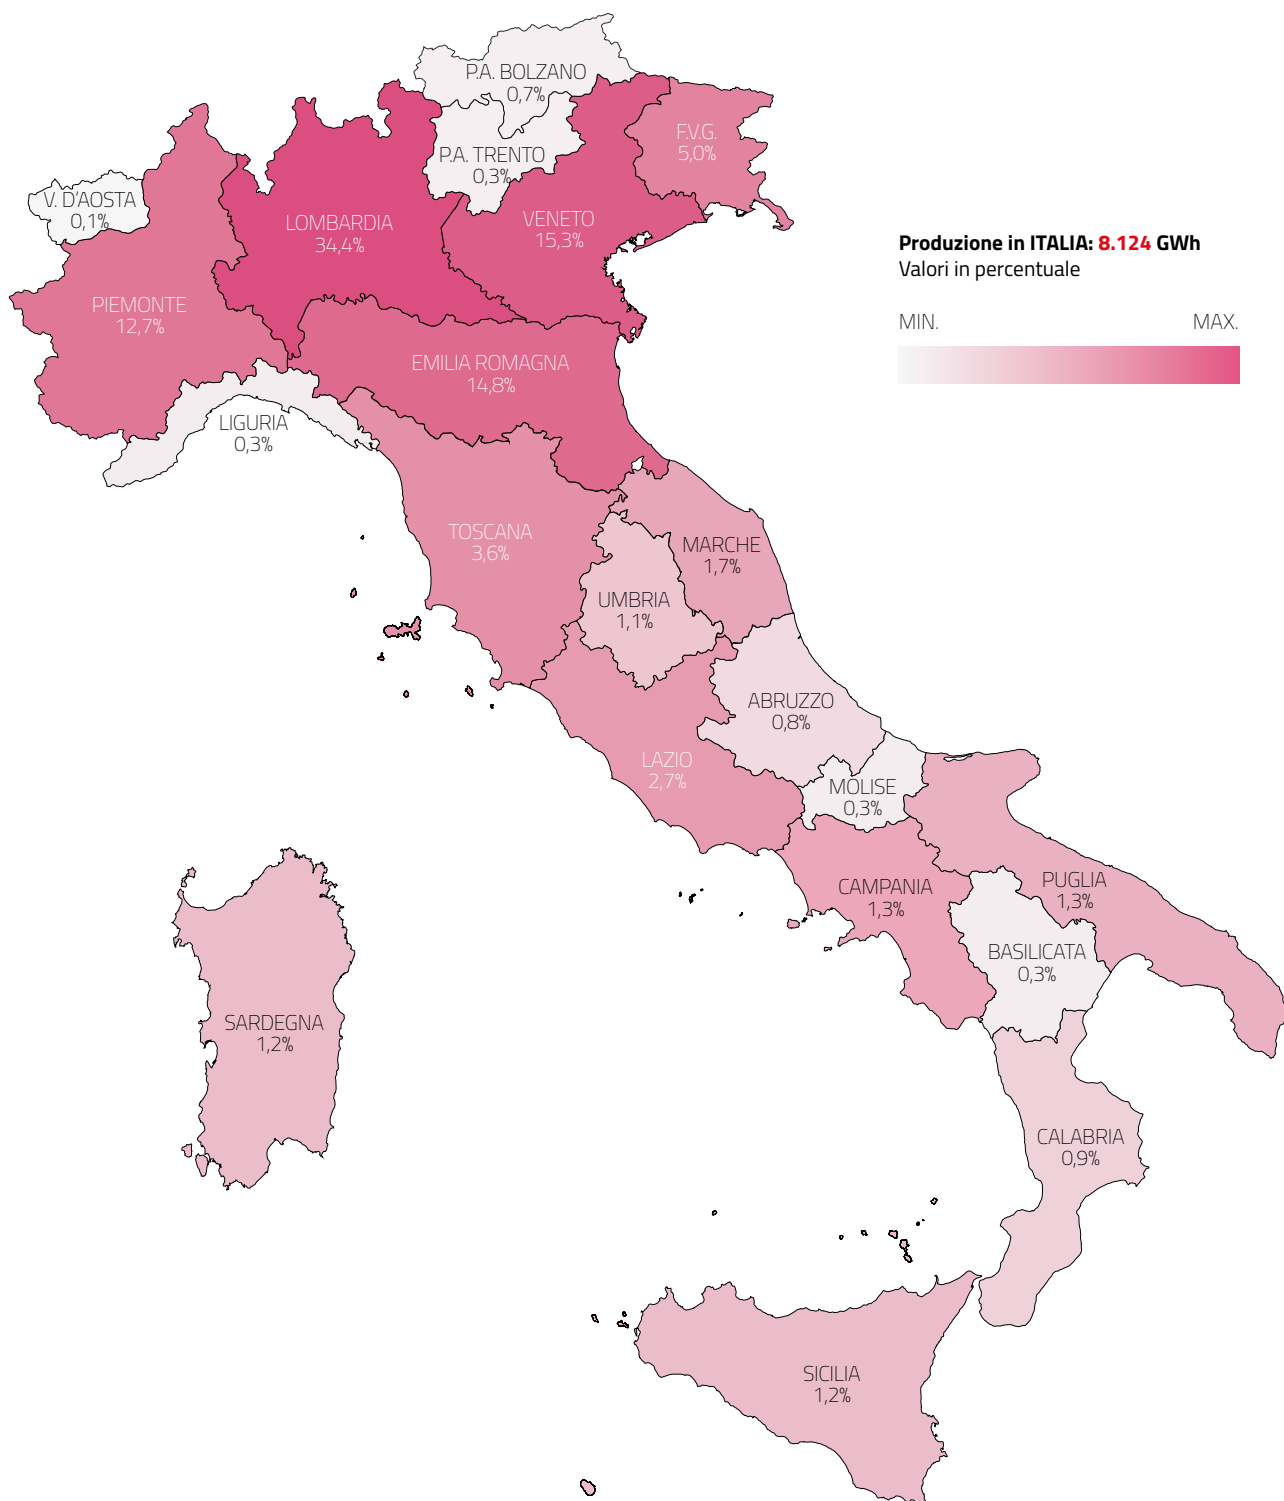 P.A. BOLZANO
0,7%
F.V.G.
5,0%
P.A. TRENTO
0,3%
V. D'AOSTA
0,1%
LOMBARDIA
34,4%
VENETO
15,3%
Produzione in ITALIA: 8.124 GWh
Valori in percentuale
MIN.
MAX.
PIEMONTE
12,7%
EMILIA ROMAGNA
14,8%
LIGURIA
0,3%
TOSCANA
3,6%
MARCHE
1,7%
UMBRIA
1,1%
ABRUZZO
0,8%
LAZIO
2,7%
MOLISE
0,3%
CAMPANIA
1,3%
PUGLIA
1,3%
BASILICATA
0,3%
SARDEGNA
1,2%
CALABRIA
0,9%
SICILIA
1,2%